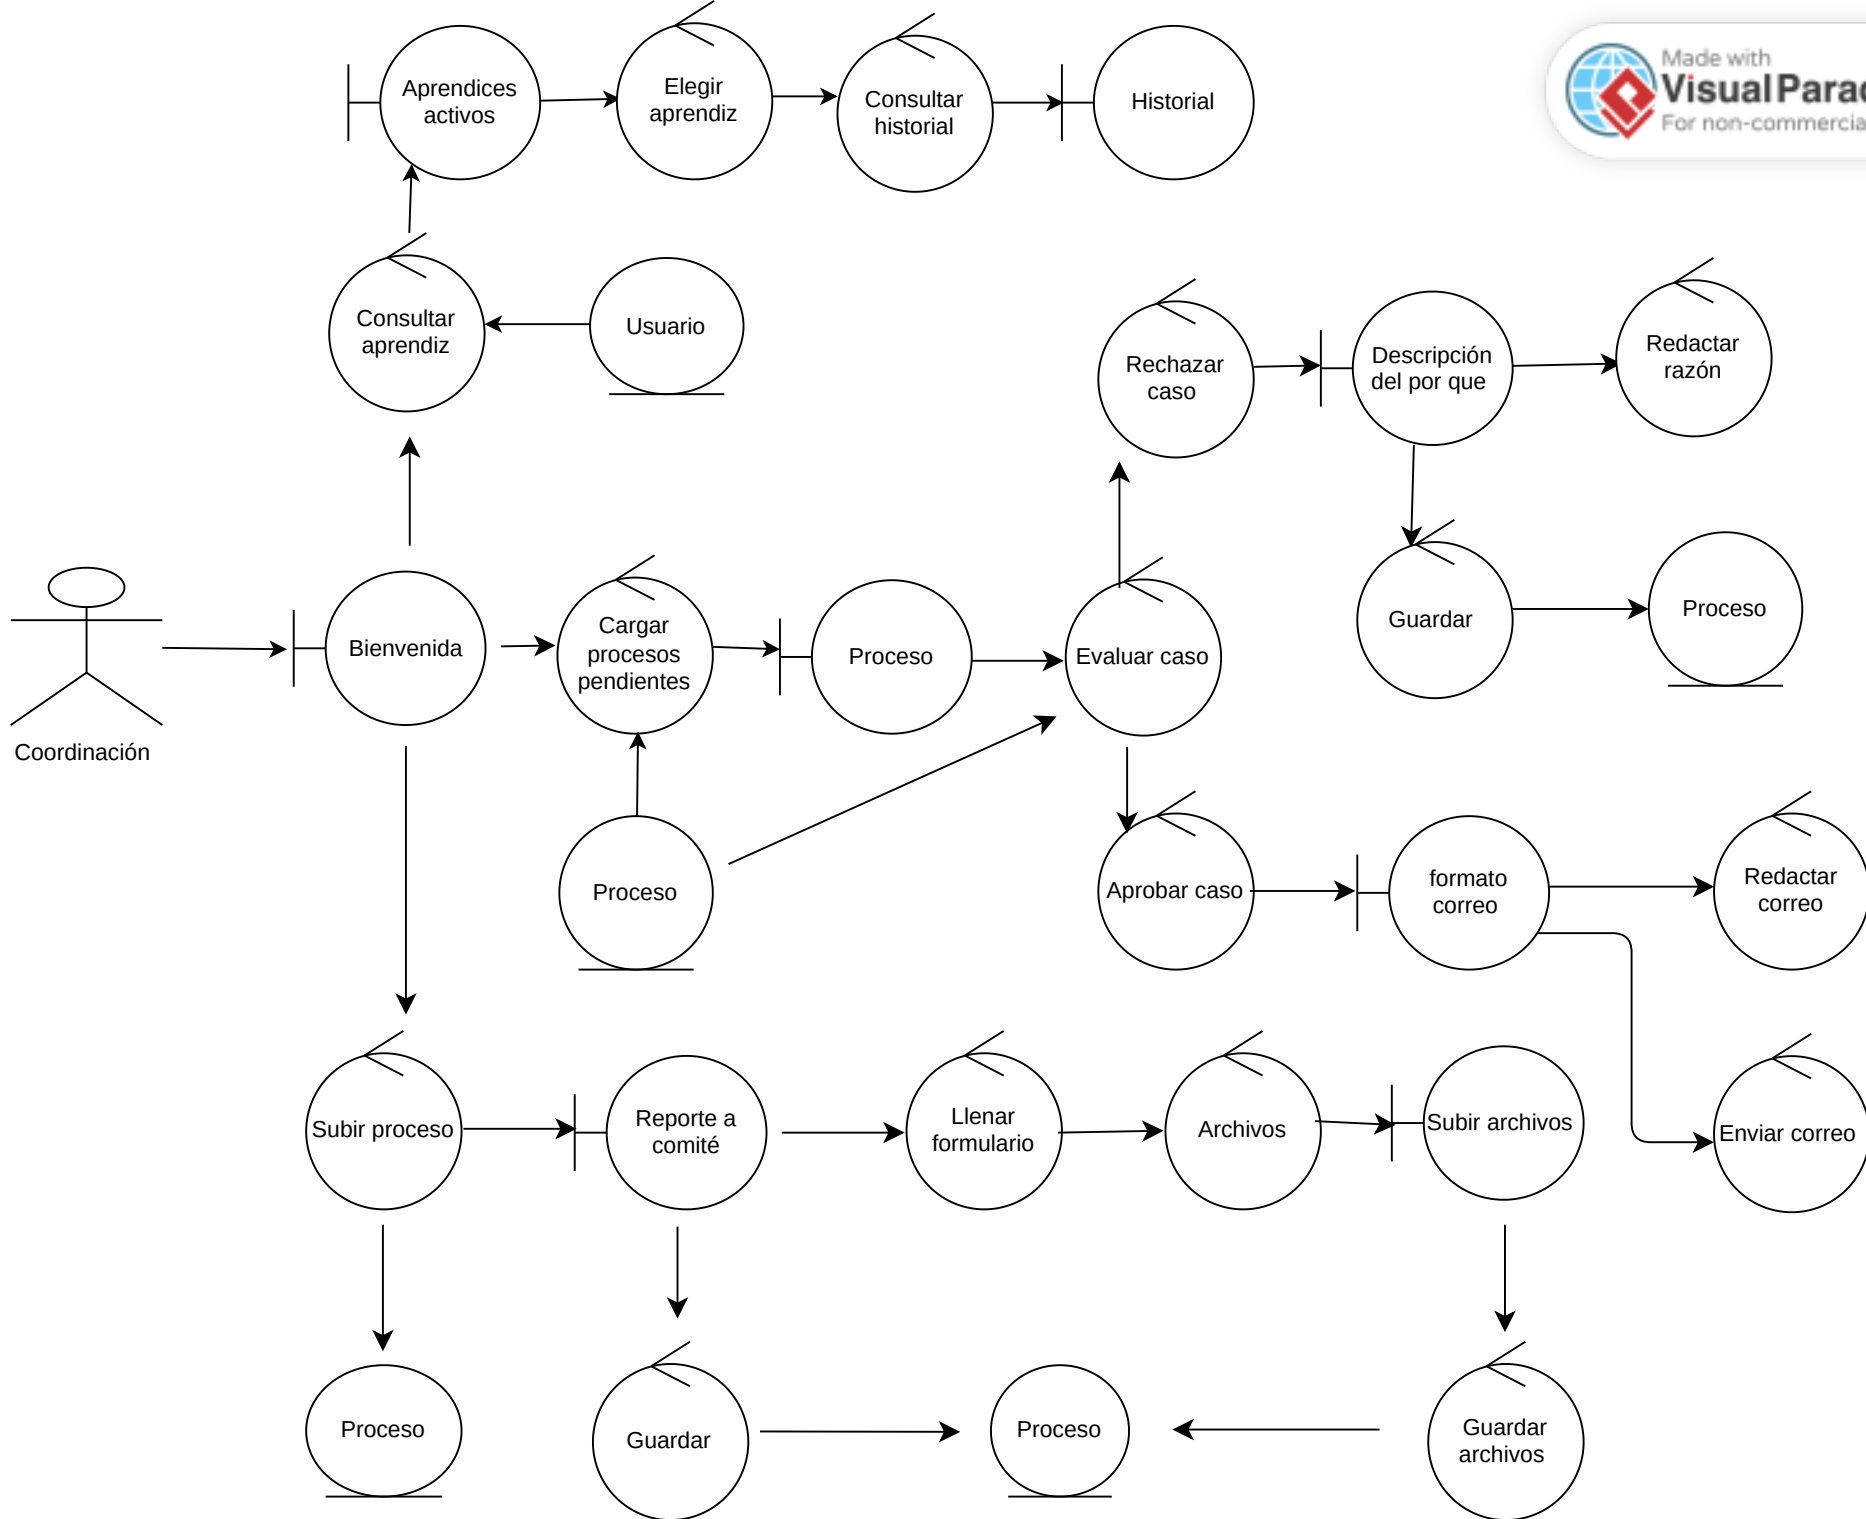 Made with
Visual Parad
For non-commercia
Aprendices
activos
Elegir
aprendiz
Consultar
historial
Historial
Consultar
aprendiz
Usuario
Rechazar
caso
Descripción
del por que
Redactar
razón
Coordinación
Bienvenida
Cargar
procesos
pendientes
Proceso
Evaluar caso
Guardar
Proceso
Proceso
Aprobar caso
formato
correo
Redactar
correo
Subir proceso
Reporte a
comité
Llenar
formulario
Archivos
Subir archivos
Enviar correo
Proceso
Guardar
Proceso
Guardar
archivos